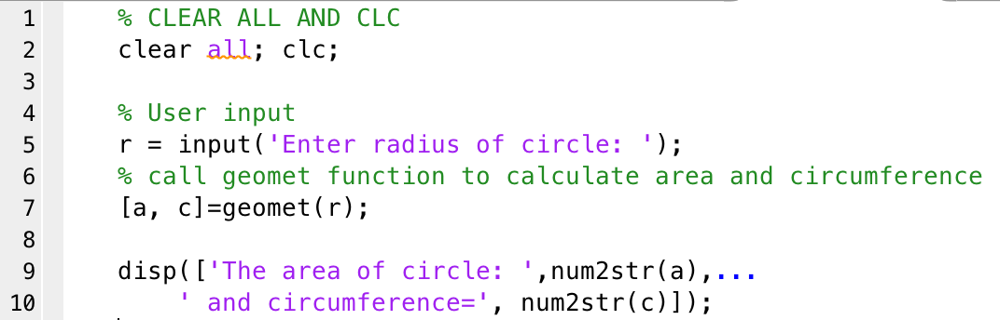 1 % CLEAR ALL AND CLC
2 clear all; clc;
3
4 % User input
5 r = input('Enter radius of circle: ');
6 % call geomet function to calculate area and circumference
7 [a, c]=geomet(r);
8
9 disp(['The area of circle: ',num2str(a),...
10 ' and circumference=', num2str(c)]);